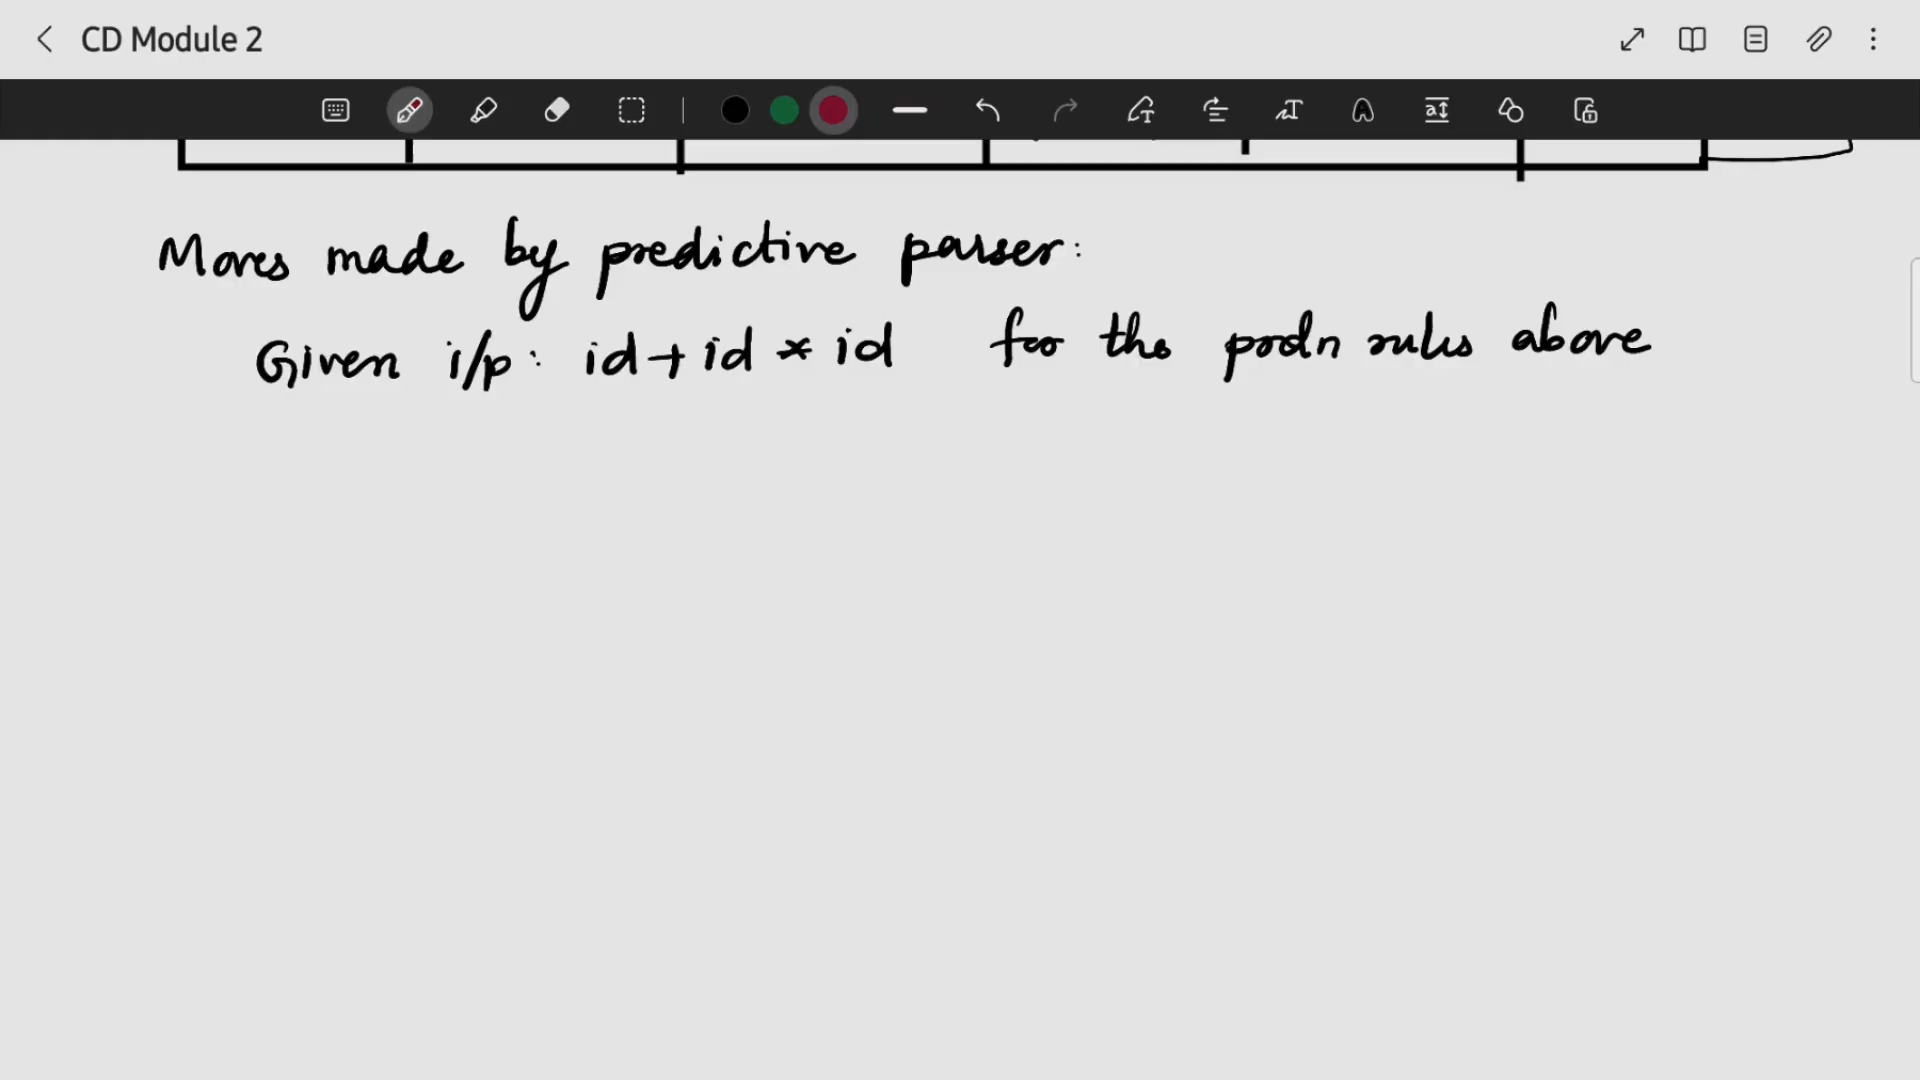 CD Module 2
Moves made by predictive parser:
Given i/p: id + id * id for the prodn rules above